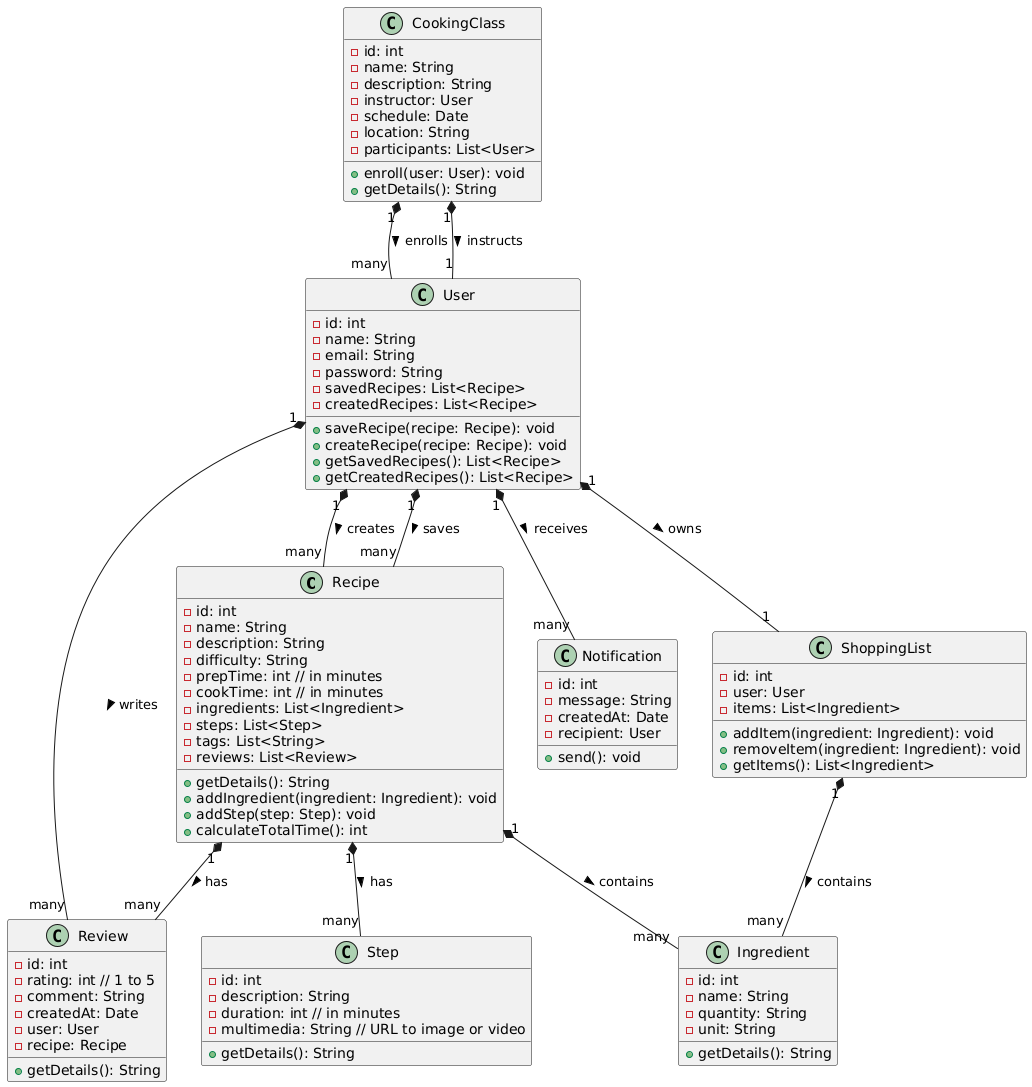 C CookingClass
id: int
name: String
description: String
instructor: User
schedule: Date
location: String
participants: List<User>
enroll(user: User): void
getDetails(): String
1
1
enrolls
instructs
many
1
C User
id: int
name: String
email: String
password: String
savedRecipes: List<Recipe>
createdRecipes: List<Recipe>
saveRecipe(recipe: Recipe): void
createRecipe(recipe: Recipe): void
getSavedRecipes(): List<Recipe>
getCreatedRecipes(): List<Recipe>
1
1
1
1
1
creates
saves
receives
owns
many
many
many
1
writes
C Recipe
id: int
name: String
description: String
difficulty: String
prepTime: int // in minutes
cookTime: int // in minutes
ingredients: List<Ingredient>
steps: List<Step>
tags: List<String>
reviews: List<Review>
getDetails(): String
addIngredient(ingredient: Ingredient): void
addStep(step: Step): void
calculateTotalTime(): int
C Notification
id: int
message: String
createdAt: Date
recipient: User
send(): void
C ShoppingList
id: int
user: User
items: List<Ingredient>
addItem(ingredient: Ingredient): void
removeItem(ingredient: Ingredient): void
getItems(): List<Ingredient>
1
1
1
1
has
has
contains
contains
many
many
many
many
many
C Review
id: int
rating: int // 1 to 5
comment: String
createdAt: Date
user: User
recipe: Recipe
getDetails(): String
C Step
id: int
description: String
duration: int // in minutes
multimedia: String // URL to image or video
getDetails(): String
C Ingredient
id: int
name: String
quantity: String
unit: String
getDetails(): String